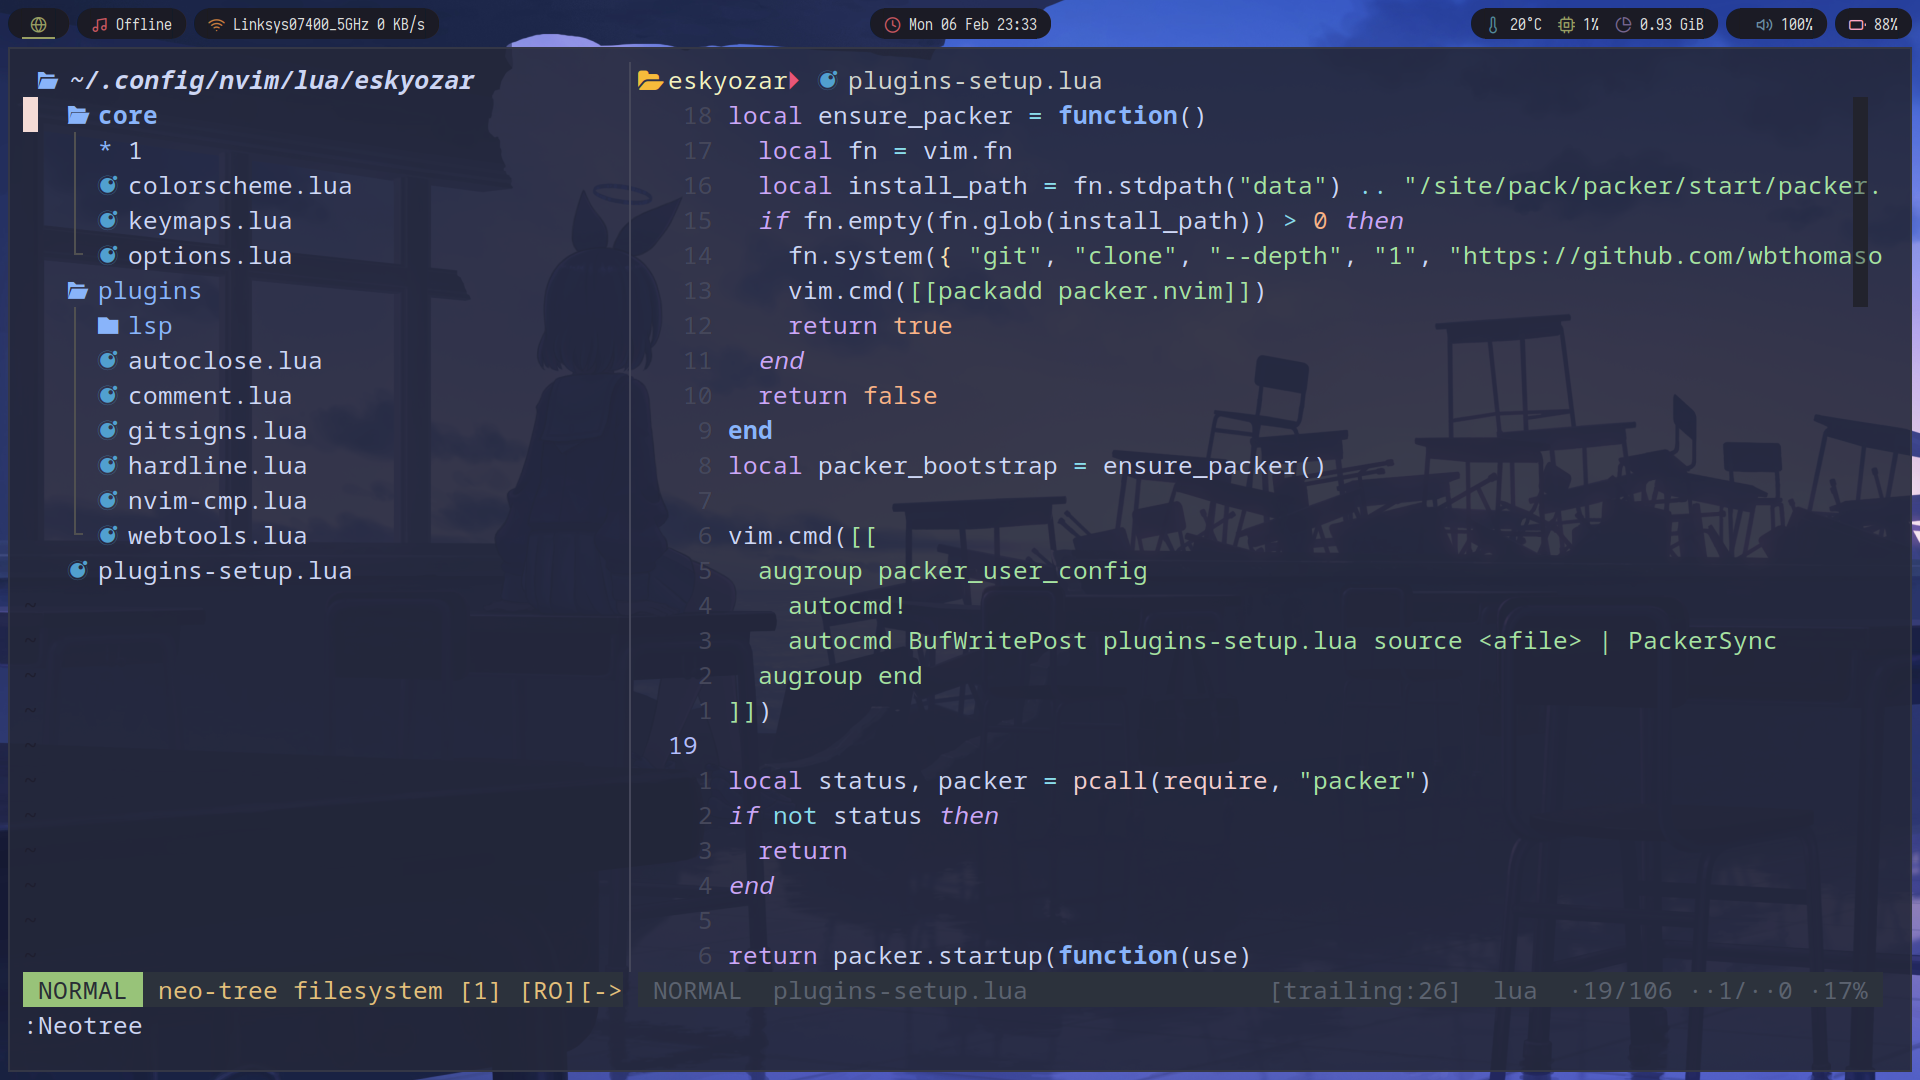 Offline
Linksys07400_5GHz 0 KB/s
Mon 06 Feb 23:33
20°C
1%
0.93 GiB
100%
88%
~/.config/nvim/lua/eskyozar
core
* 1
colorscheme.lua
keymaps.lua
options.lua
plugins
lsp
autoclose.lua
comment.lua
gitsigns.lua
hardline.lua
nvim-cmp.lua
webtools.lua
plugins-setup.lua
~
~
~
~
~
~
~
~
~
~
~
eskyozar plugins-setup.lua
18 local ensure_packer = function()
17 local fn = vim.fn
16 local install_path = fn.stdpath("data") .. "/site/pack/packer/start/packer.
15 if fn.empty(fn.glob(install_path)) > 0 then
14 fn.system({ "git", "clone", "--depth", "1", "https://github.com/wbthomaso
13 vim.cmd([[packadd packer.nvim]])
12 return true
11 end
10 return false
9 end
8 local packer_bootstrap = ensure_packer()
7
6 vim.cmd([[
5 augroup packer_user_config
4 autocmd!
3 autocmd BufWritePost plugins-setup.lua source <afile> | PackerSync
2 augroup end
1 ]])
19
1 local status, packer = pcall(require, "packer")
2 if not status then
3 return
4 end
5
6 return packer.startup(function(use)
NORMAL neo-tree filesystem [1] [RO][->
NORMAL plugins-setup.lua [trailing:26] lua ·19/106 ··1/··0 ·17%
:Neotree